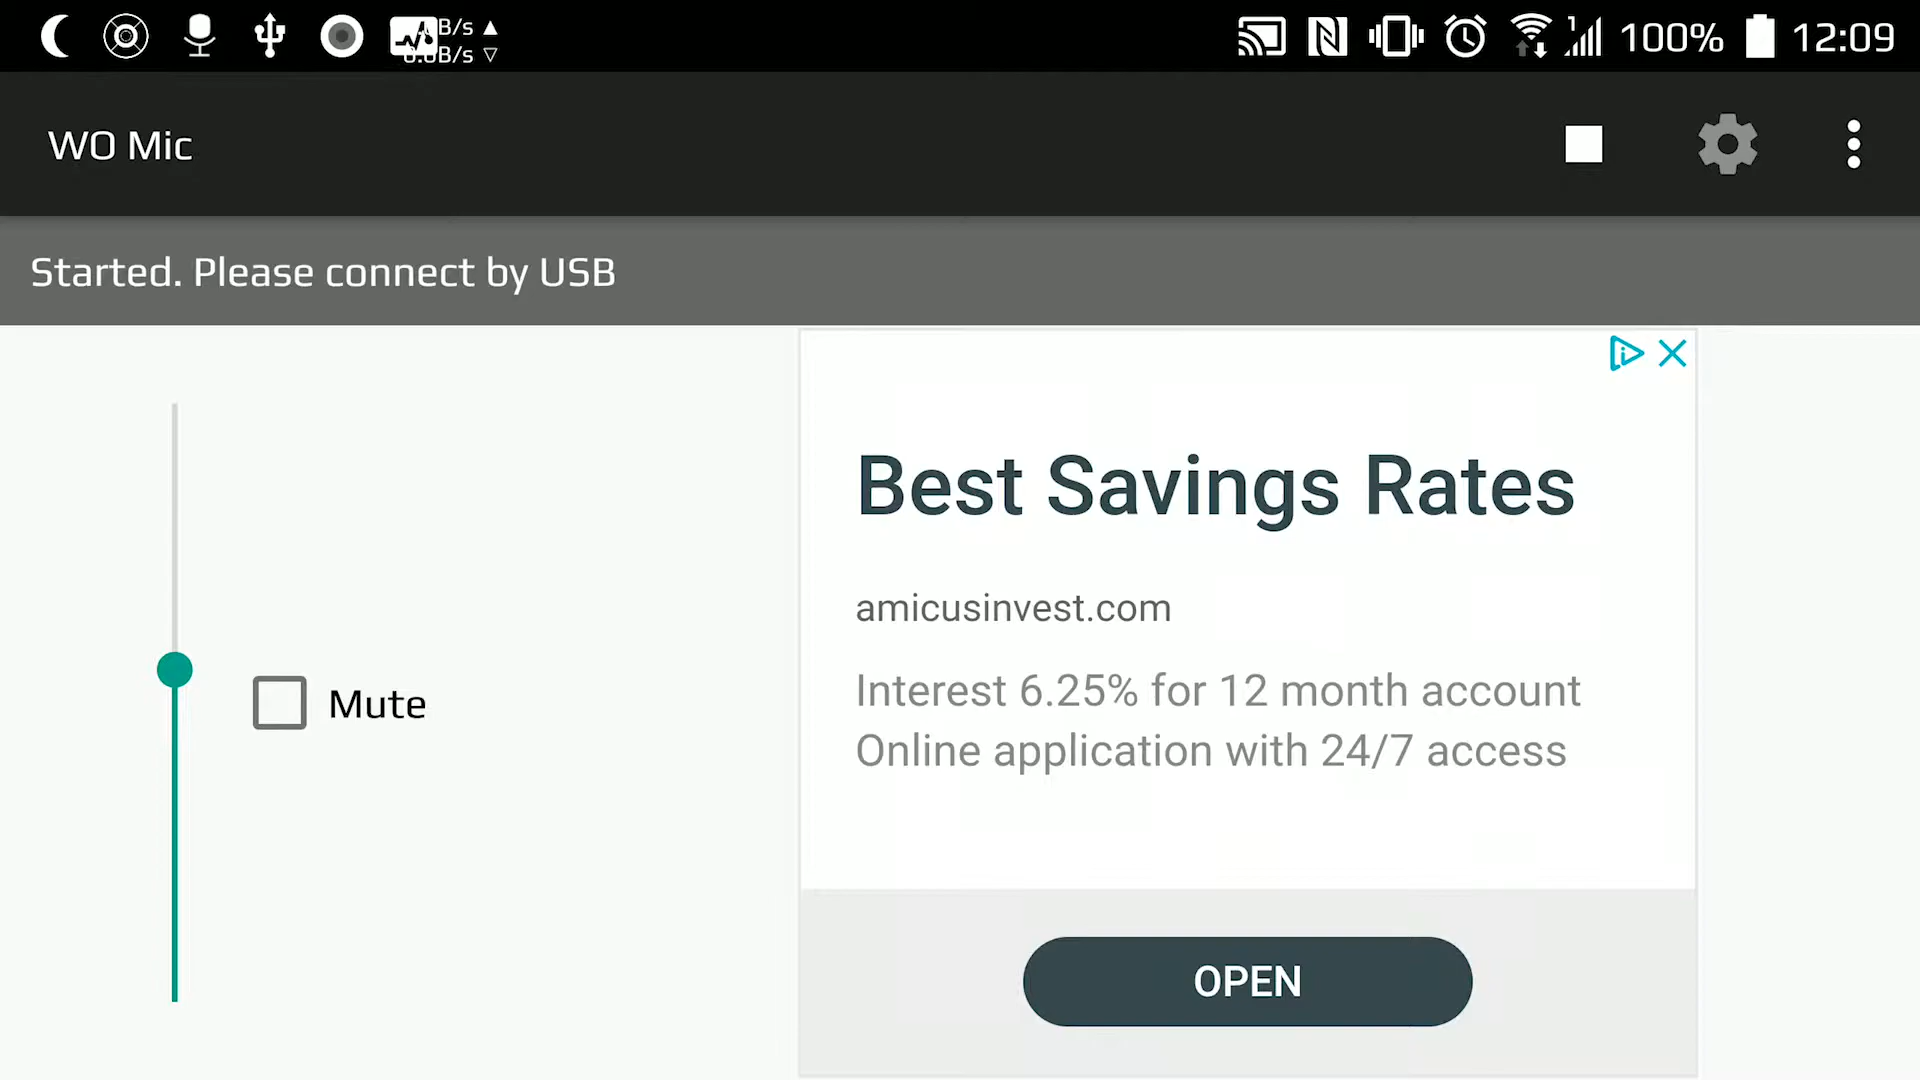 B/s ▲
B/s ▽
100% 12:09
WO Mic
Started. Please connect by USB
Mute
Best Savings Rates
amicusinvest.com
Interest 6.25% for 12 month account
Online application with 24/7 access
OPEN